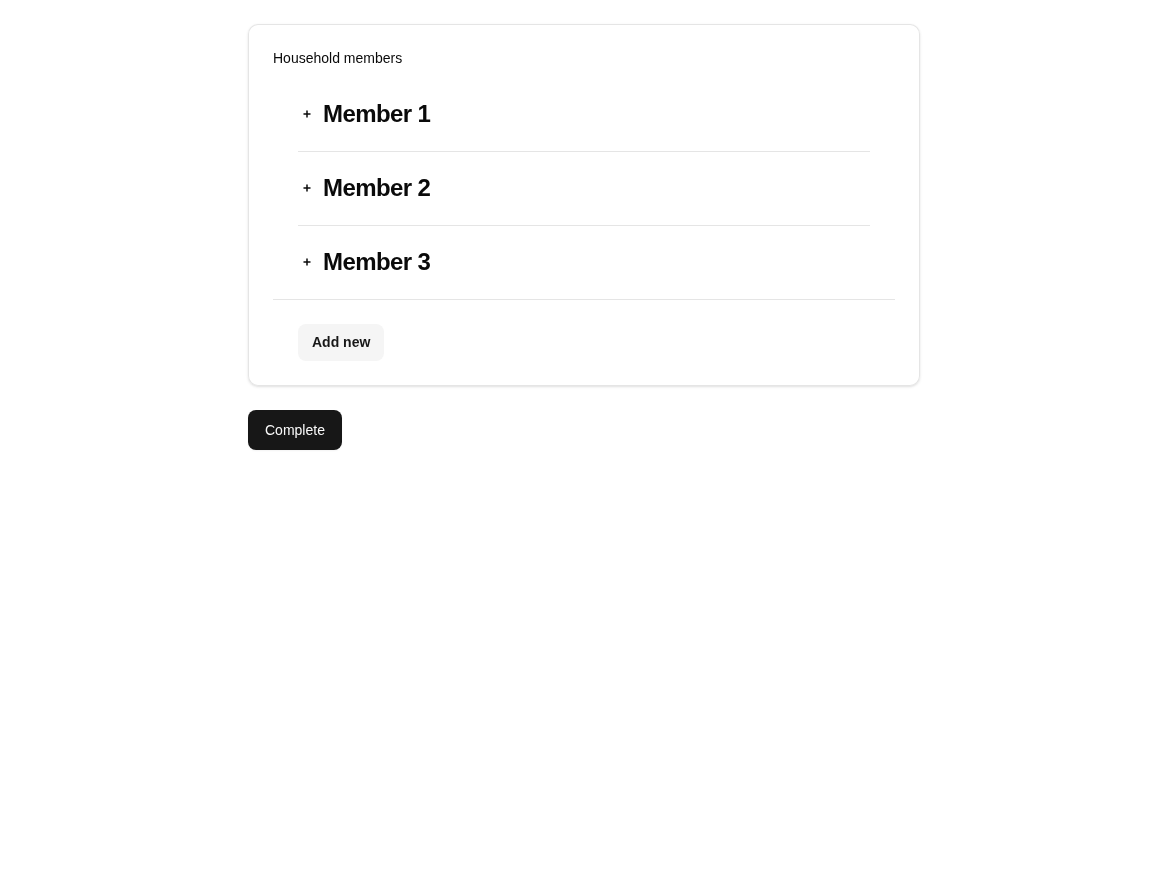 Household members
+ Member 1
+ Member 2
+ Member 3
Add new
Complete